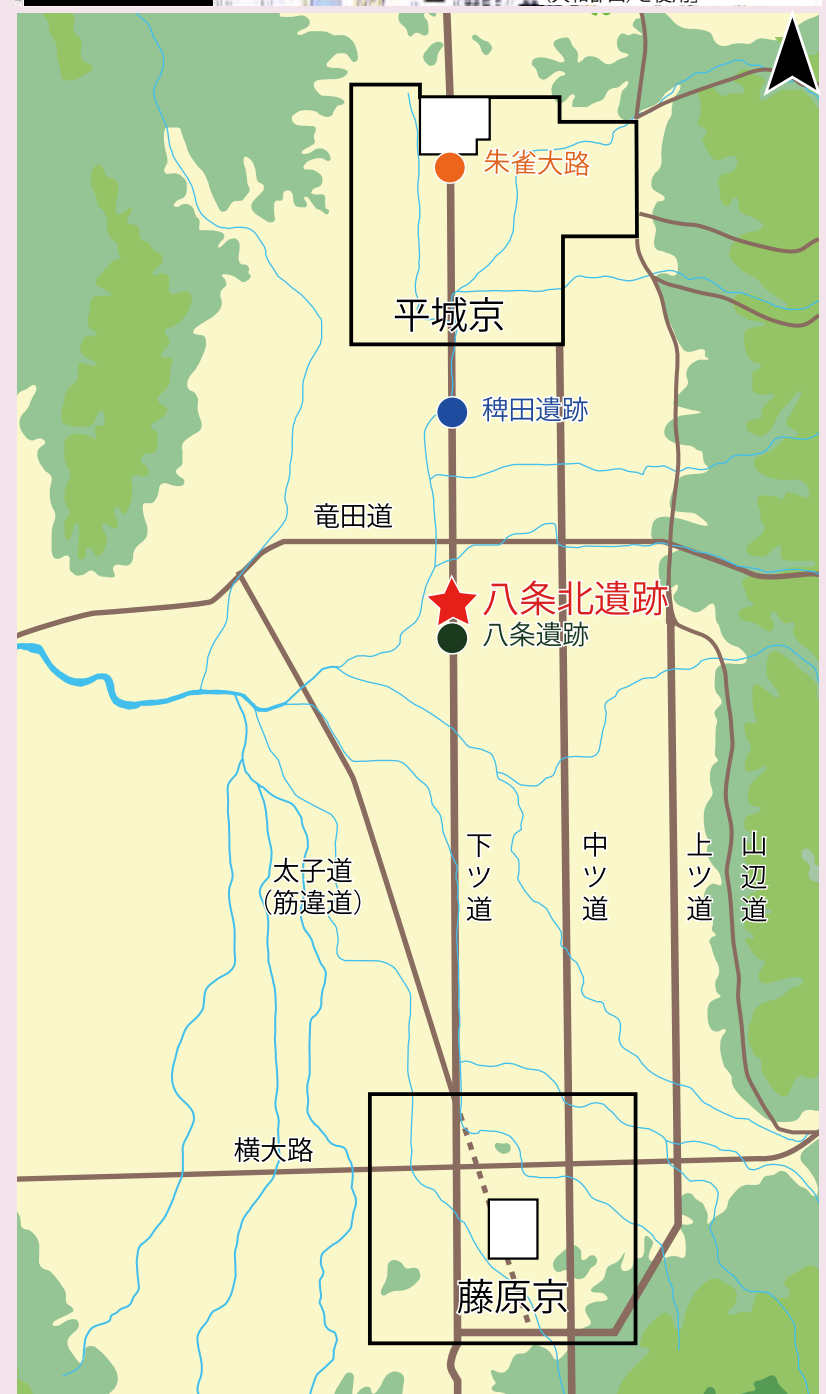 朱雀大路
平城京
稗田遺跡
竜田道
八条北遺跡
八条遺跡
太子道
（筋違道）
下ツ道
中ツ道
上ツ道
山辺道
横大路
藤原京